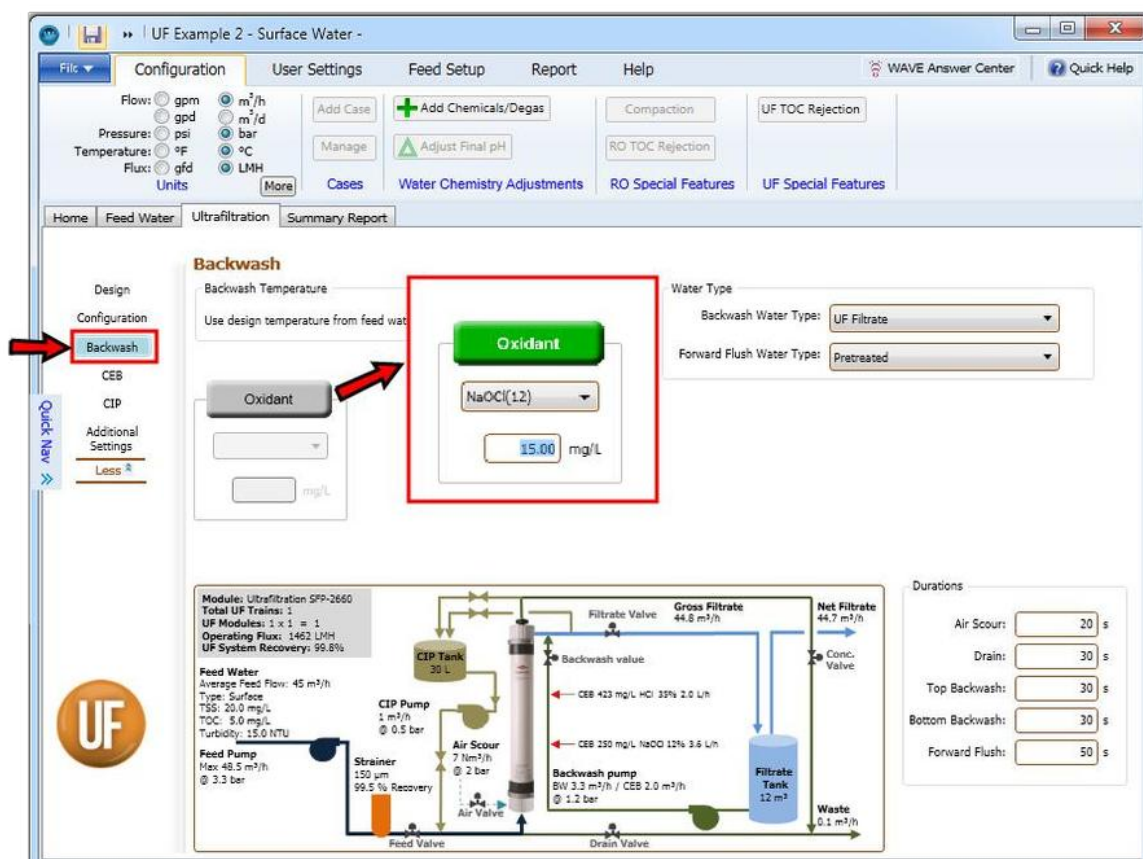 UF Example 2 - Surface Water -
File Configuration User Settings Feed Setup Report Help WAVE Answer Center Quick Help
Flow: gpm m³/h
gpd m³/d
Pressure: psi bar
Temperature: °F °C
Flux: gfd LMH
Units More
Add Case
Manage
Cases
Add Chemicals/Degas
Adjust Final pH
Water Chemistry Adjustments
Compaction
RO TOC Rejection
RO Special Features
UF TOC Rejection
UF Special Features
Home Feed Water Ultrafiltration Summary Report
Design
Configuration
Backwash
CEB
CIP
Additional
Settings
Less
Quick Nav
Backwash
Backwash Temperature
Use design temperature from feed wat
Oxidant
mg/L
Oxidant
NaOCl(12)
15.00 mg/L
Water Type
Backwash Water Type: UF Filtrate
Forward Flush Water Type: Pretreated
Module: Ultrafiltration SFP-2660
Total UF Trains: 1
UF Modules: 1 x 1 = 1
Operating Flux: 1462 LMH
UF System Recovery: 99.8%
Feed Water
Average Feed Flow: 45 m³/h
Type: Surface
TSS: 20.0 mg/L
TOC: 5.0 mg/L
Turbidity: 15.0 NTU
Feed Pump
Max 48.5 m³/h
@ 3.3 bar
Strainer
150 µm
99.5 % Recovery
CIP Tank
30 L
CIP Pump
1 m³/h
@ 0.5 bar
Air Scour
7 Nm³/h
@ 2 bar
Air Valve
Feed Valve
Filtrate Valve
Gross Filtrate
44.8 m³/h
Net Filtrate
44.7 m³/h
Backwash value
Conc.
Valve
CEB 423 mg/L HCl 35% 2.0 L/h
CEB 250 mg/L NaOCl 12% 3.6 L/h
Backwash pump
BW 3.3 m³/h / CEB 2.0 m³/h
@ 1.2 bar
Filtrate
Tank
12 m³
Waste
0.1 m³/h
Drain Valve
UF
Durations
Air Scour: 20 s
Drain: 30 s
Top Backwash: 30 s
Bottom Backwash: 30 s
Forward Flush: 50 s